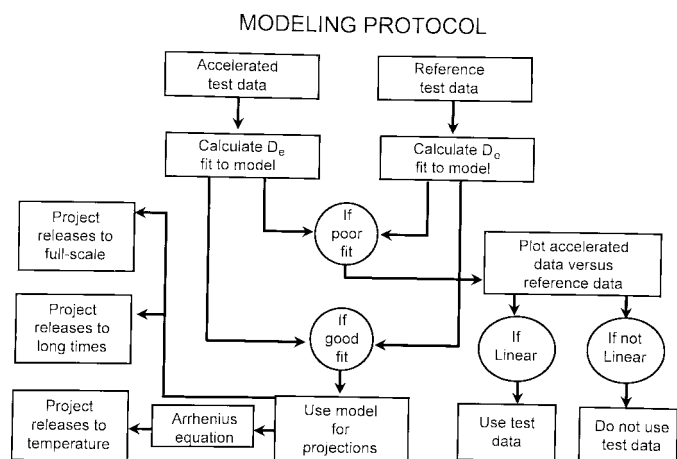 MODELING PROTOCOL
Accelerated
test data
Reference
test data
Calculate De
fit to model
Calculate De
fit to model
If
poor
fit
Project
releases to
full-scale
Plot accelerated
data versus
reference data
Project
releases to
long times
If
good
fit
If
Linear
If not
Linear
Project
releases to
temperature
Arrhenius
equation
Use model
for
projections
Use test
data
Do not use
test data